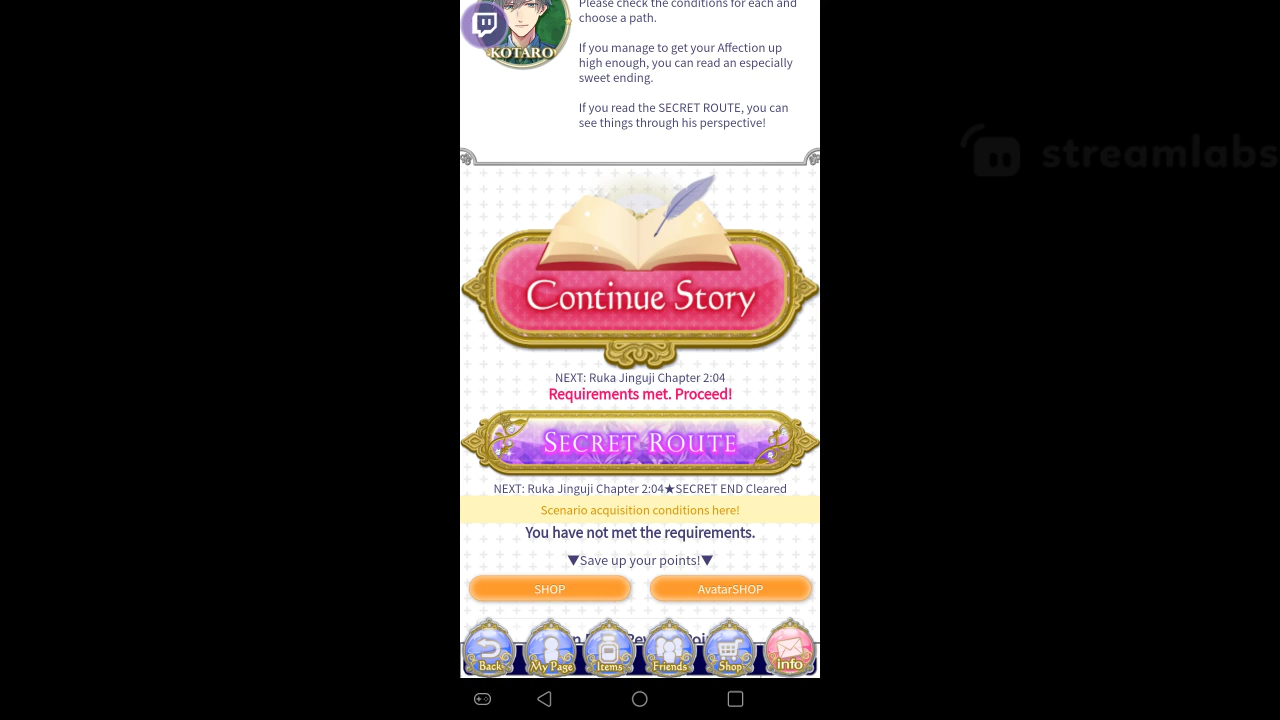 Please check the conditions for each and
choose a path.
If you manage to get your Affection up
high enough, you can read an especially
sweet ending.
If you read the SECRET ROUTE, you can
see things through his perspective!
KOTARO
streamlabs
Continue Story
NEXT: Ruka Jinguji Chapter 2:04
Requirements met. Proceed!
SECRET ROUTE
NEXT: Ruka Jinguji Chapter 2:04★SECRET END Cleared
Scenario acquisition conditions here!
You have not met the requirements.
▼Save up your points!▼
SHOP AvatarSHOP
Back My Page Items Friends Shop info